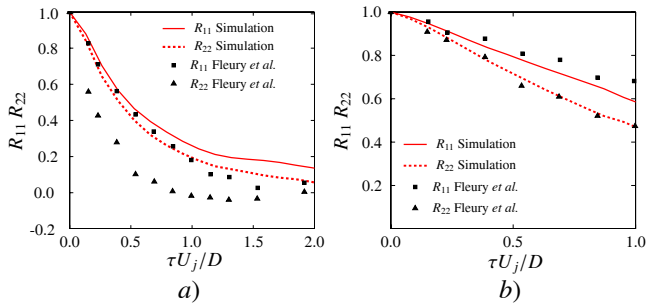 1.0
0.8
0.6
0.4
0.2
0.0
-0.2
R11 R22
R11 Simulation
R22 Simulation
R11 Fleury et al.
R22 Fleury et al.
0.0 0.5 1.0 1.5 2.0
τUj/D
a)
1.0
0.8
0.6
0.4
0.2
R11 R22
R11 Simulation
R22 Simulation
R11 Fleury et al.
R22 Fleury et al.
0.0 0.5 1.0
τUj/D
b)